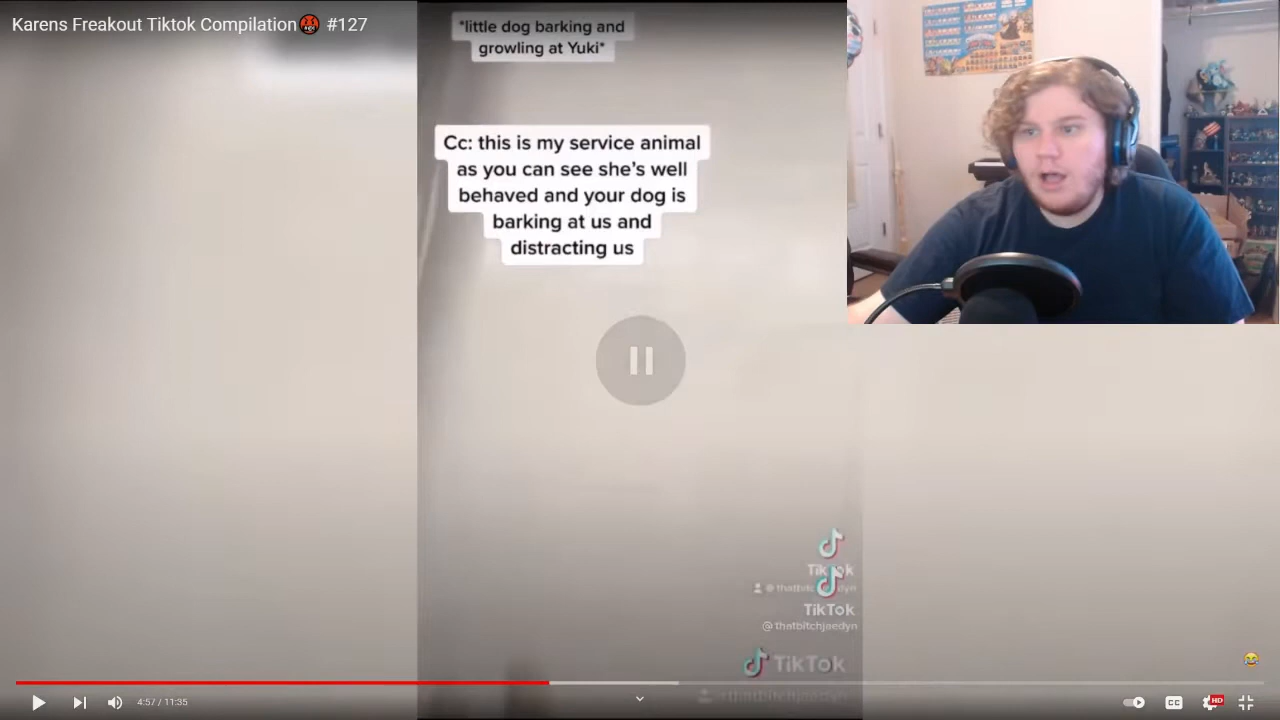 Karens Freakout Tiktok Compilation🤬 #127
*little dog barking and
growling at Yuki*
Cc: this is my service animal
as you can see she's well
behaved and your dog is
barking at us and
distracting us
TikTok
TikTok
@thatbitchjaedyn
TikTok
4:57 / 11:35
CC
HD